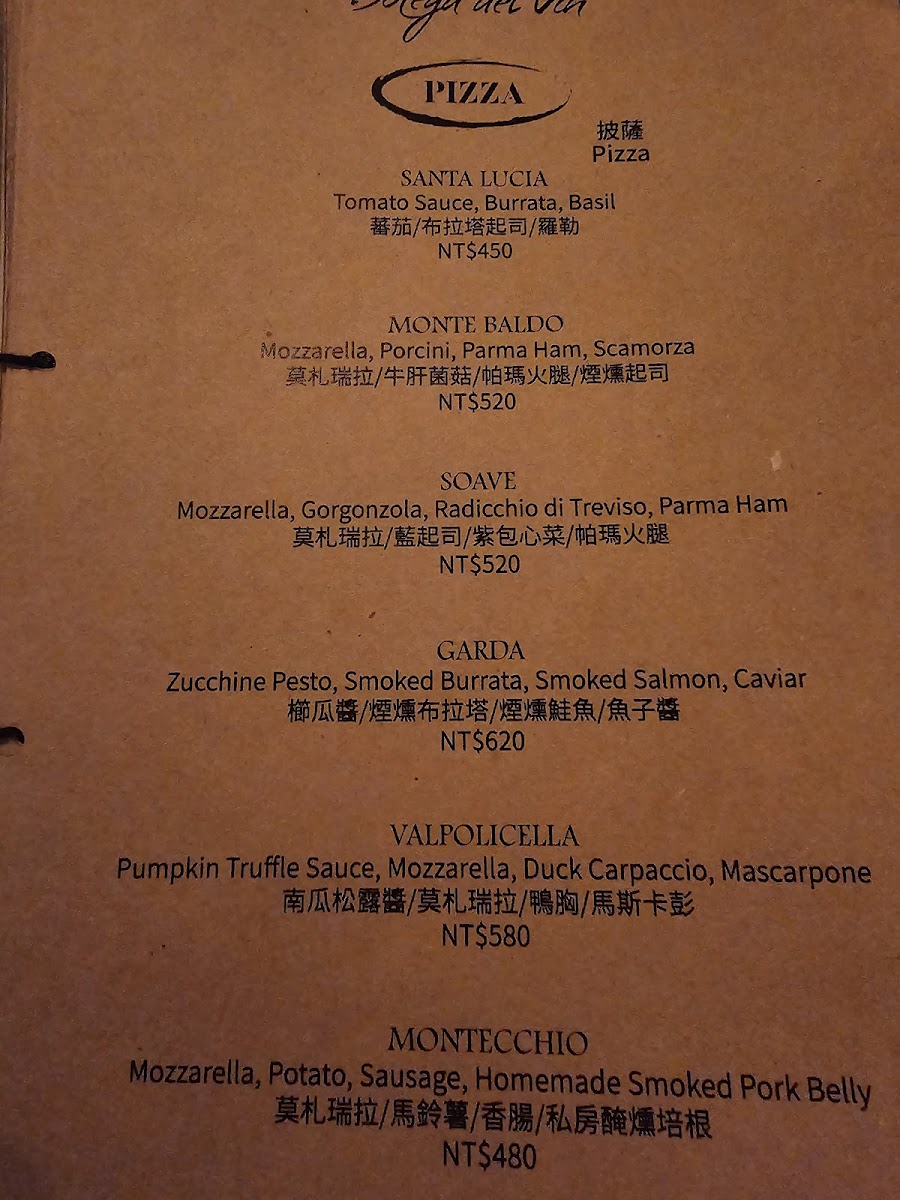 del Vin
PIZZA
披薩
Pizza
SANTA LUCIA
Tomato Sauce, Burrata, Basil
蕃茄/布拉塔起司/羅勒
NT$450
MONTE BALDO
Mozzarella, Porcini, Parma Ham, Scamorza
莫札瑞拉/牛肝菌菇/帕瑪火腿/煙燻起司
NT$520
SOAVE
Mozzarella, Gorgonzola, Radicchio di Treviso, Parma Ham
莫札瑞拉/藍起司/紫包心菜/帕瑪火腿
NT$520
GARDA
Zucchine Pesto, Smoked Burrata, Smoked Salmon, Caviar
櫛瓜醬/煙燻布拉塔/煙燻鮭魚/魚子醬
NT$620
VALPOLICELLA
Pumpkin Truffle Sauce, Mozzarella, Duck Carpaccio, Mascarpone
南瓜松露醬/莫札瑞拉/鴨胸/馬斯卡彭
NT$580
MONTECCHIO
Mozzarella, Potato, Sausage, Homemade Smoked Pork Belly
莫札瑞拉/馬鈴薯/香腸/私房醃燻培根
NT$480